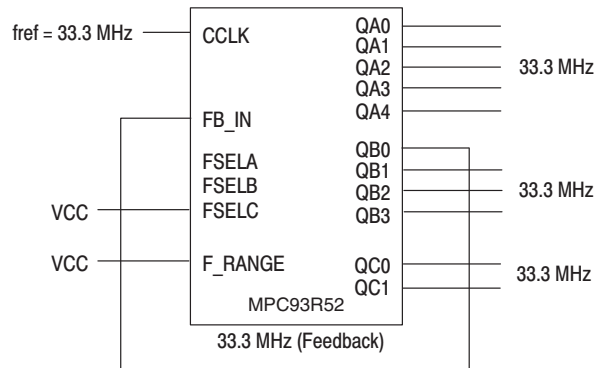 fref = 33.3 MHz
CCLK
FB_IN
FSELA
FSELB
VCC
FSELC
VCC
F_RANGE
QA0
QA1
QA2
QA3
QA4
33.3 MHz
QB0
QB1
QB2
QB3
33.3 MHz
QC0
QC1
33.3 MHz
MPC93R52
33.3 MHz (Feedback)